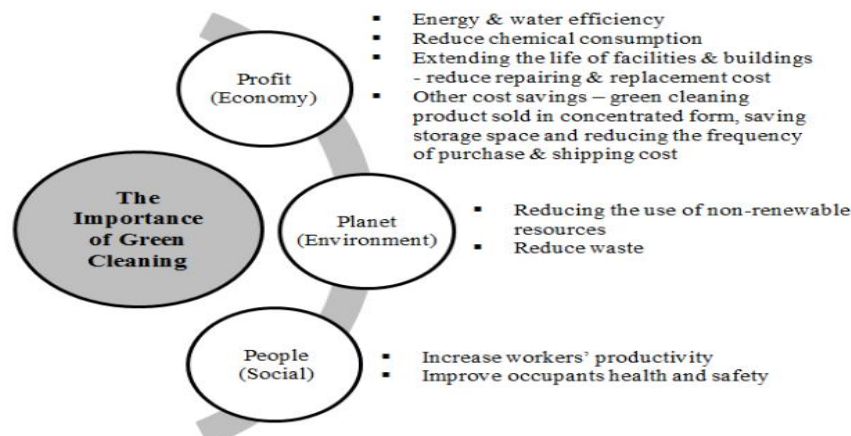 The
Importance
of Green
Cleaning
Profit
(Economy)
▪ Energy & water efficiency
▪ Reduce chemical consumption
▪ Extending the life of facilities & buildings
- reduce repairing & replacement cost
▪ Other cost savings – green cleaning
product sold in concentrated form, saving
storage space and reducing the frequency
of purchase & shipping cost
Planet
(Environment)
▪ Reducing the use of non-renewable
resources
▪ Reduce waste
People
(Social)
▪ Increase workers’ productivity
▪ Improve occupants health and safety